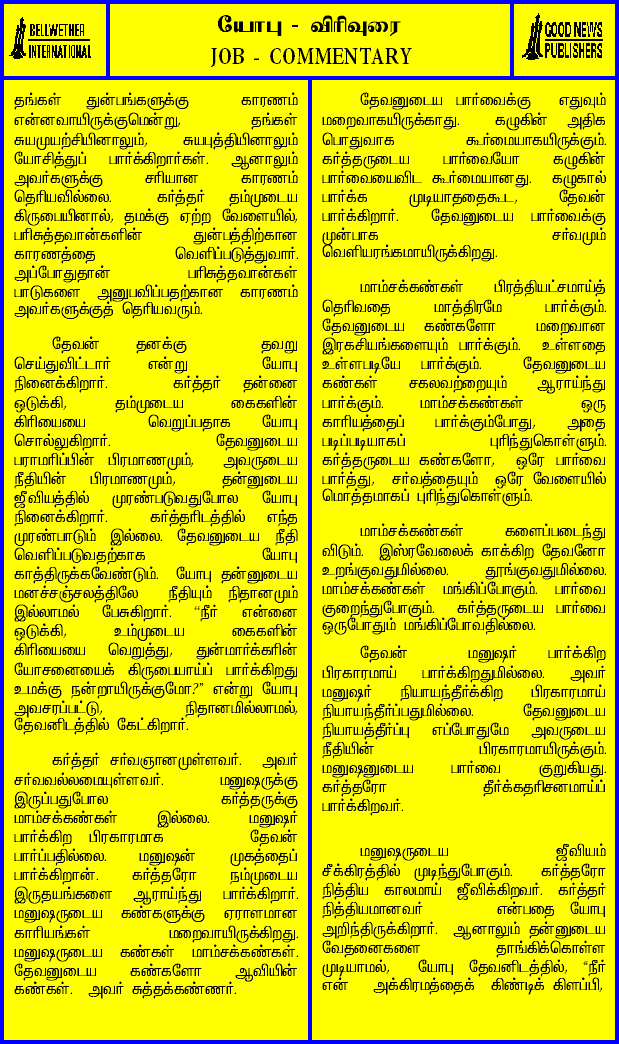 BELLWETHER
INTERNATIONAL
யோபு - விரிவுரை
JOB - COMMENTARY
GOOD NEWS
PUBLISHERS
தங்கள் துன்பங்களுக்கு காரணம்
என்னவாயிருக்குமென்று, தங்கள்
சுயமுயற்சியினாலும், சுயபுத்தியினாலும்
யோசித்துப் பார்க்கிறார்கள். ஆனாலும்
அவர்களுக்கு சரியான காரணம்
தெரியவில்லை. கர்த்தர் தம்முடைய
கிருபையினால், தமக்கு ஏற்ற வேளையில்,
பரிசுத்தவான்களின் துன்பத்திற்கான
காரணத்தை வெளிப்படுத்துவார்.
அப்போதுதான் பரிசுத்தவான்கள்
பாடுகளை அனுபவிப்பதற்கான காரணம்
அவர்களுக்குத் தெரியவரும்.
தேவன் தனக்கு தவறு
செய்துவிட்டார் என்று யோபு
நினைக்கிறார். கர்த்தர் தன்னை
ஒடுக்கி, தம்முடைய கைகளின்
கிரியையை வெறுப்பதாக யோபு
சொல்லுகிறார். தேவனுடைய
பராமரிப்பின் பிரமாணமும், அவருடைய
நீதியின் பிரமாணமும், தன்னுடைய
ஜீவியத்தில் முரண்படுவதுபோல யோபு
நினைக்கிறார். கர்த்தரிடத்தில் எந்த
முரண்பாடும் இல்லை. தேவனுடைய நீதி
வெளிப்படுவதற்காக யோபு
காத்திருக்கவேண்டும். யோபு தன்னுடைய
மனச்சஞ்சலத்திலே நீதியும் நிதானமும்
இல்லாமல் பேசுகிறார். “நீர் என்னை
ஒடுக்கி, உம்முடைய கைகளின்
கிரியையை வெறுத்து, துன்மார்க்கரின்
யோசனையைக் கிருபையாய்ப் பார்க்கிறது
உமக்கு நன்றாயிருக்குமோ?” என்று யோபு
அவசரப்பட்டு, நிதானமில்லாமல்,
தேவனிடத்தில் கேட்கிறார்.
கர்த்தர் சர்வஞானமுள்ளவர். அவர்
சர்வவல்லமையுள்ளவர். மனுஷருக்கு
இருப்பதுபோல கர்த்தருக்கு
மாம்சக்கண்கள் இல்லை. மனுஷர்
பார்க்கிற பிரகாரமாக தேவன்
பார்ப்பதில்லை. மனுஷன் முகத்தைப்
பார்க்கிறான். கர்த்தரோ நம்முடைய
இருதயங்களை ஆராய்ந்து பார்க்கிறார்.
மனுஷருடைய கண்களுக்கு ஏராளமான
காரியங்கள் மறைவாயிருக்கிறது.
மனுஷருடைய கண்கள் மாம்சக்கண்கள்.
தேவனுடைய கண்களோ ஆவியின்
கண்கள். அவர் சுத்தக்கண்ணர்.
தேவனுடைய பார்வைக்கு எதுவும்
மறைவாகயிருக்காது. கழுகின் அதிக
பொதுவாக கூர்மையாகயிருக்கும்.
கர்த்தருடைய பார்வையோ கழுகின்
பார்வையைவிட கூர்மையானது. கழுகால்
பார்க்க முடியாததைகூட, தேவன்
பார்க்கிறார். தேவனுடைய பார்வைக்கு
முன்பாக சர்வமும்
வெளியரங்கமாயிருக்கிறது.
மாம்சக்கண்கள் பிரத்தியட்சமாய்த்
தெரிவதை மாத்திரமே பார்க்கும்.
தேவனுடைய கண்களோ மறைவான
இரகசியங்களையும் பார்க்கும். உள்ளதை
உள்ளபடியே பார்க்கும். தேவனுடைய
கண்கள் சகலவற்றையும் ஆராய்ந்து
பார்க்கும். மாம்சக்கண்கள் ஒரு
காரியத்தைப் பார்க்கும்போது, அதை
படிப்படியாகப் புரிந்துகொள்ளும்.
கர்த்தருடைய கண்களோ, ஒரே பார்வை
பார்த்து, சர்வத்தையும் ஒரே வேளையில்
மொத்தமாகப் புரிந்துகொள்ளும்.
மாம்சக்கண்கள் களைப்படைந்து
விடும். இஸ்ரவேலைக் காக்கிற தேவனோ
உறங்குவதுமில்லை. தூங்குவதுமில்லை.
மாம்சக்கண்கள் மங்கிப்போகும். பார்வை
குறைந்துபோகும். கர்த்தருடைய பார்வை
ஒருபோதும் மங்கிப்போவதில்லை.
தேவன் மனுஷர் பார்க்கிற
பிரகாரமாய் பார்க்கிறதுமில்லை. அவர்
மனுஷர் நியாயந்தீர்க்கிற பிரகாரமாய்
நியாயந்தீர்ப்பதுமில்லை. தேவனுடைய
நியாயத்தீர்ப்பு எப்போதுமே அவருடைய
நீதியின் பிரகாரமாயிருக்கும்.
மனுஷனுடைய பார்வை குறுகியது.
கர்த்தரோ தீர்க்கதரிசனமாய்ப்
பார்க்கிறவர்.
மனுஷருடைய ஜீவியம்
சீக்கிரத்தில் முடிந்துபோகும். கர்த்தரோ
நித்திய காலமாய் ஜீவிக்கிறவர். கர்த்தர்
நித்தியமானவர் என்பதை யோபு
அறிந்திருக்கிறார். ஆனாலும் தன்னுடைய
வேதனைகளை தாங்கிக்கொள்ள
முடியாமல், யோபு தேவனிடத்தில், “நீர்
என் அக்கிரமத்தைக் கிண்டிக் கிளப்பி,